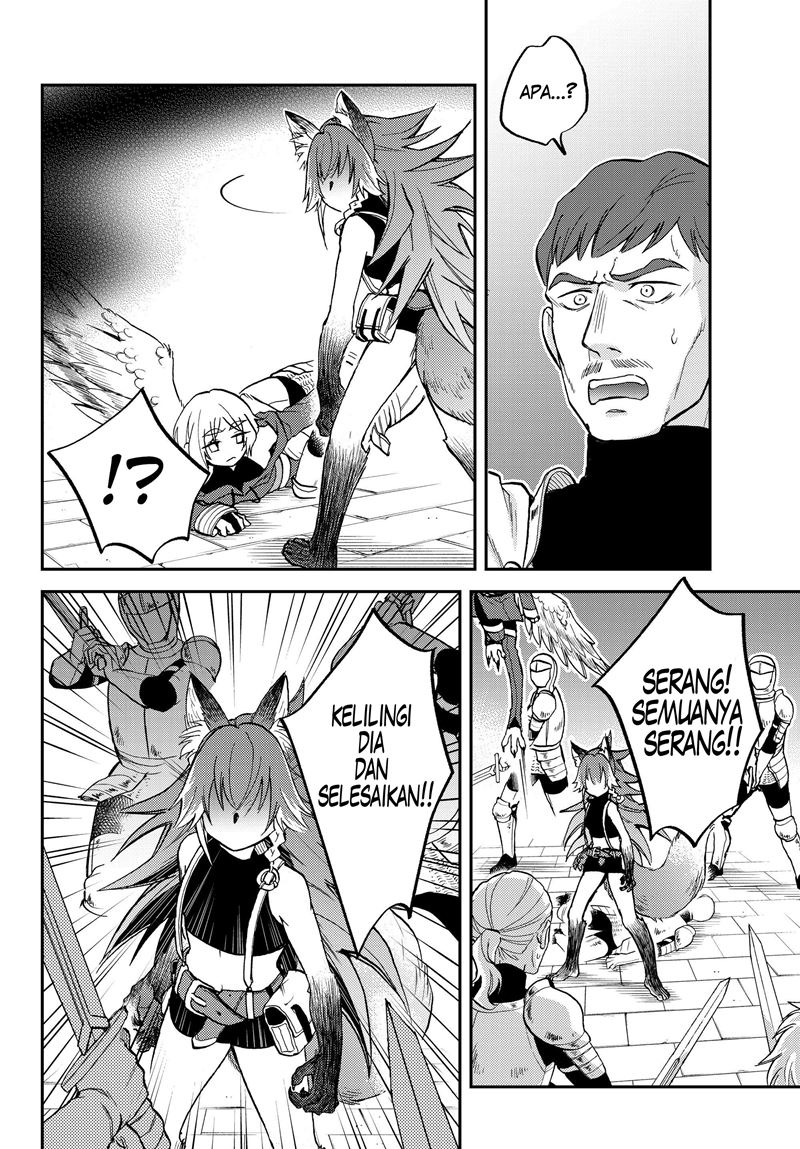 APA...?
!?
SERANG!
SEMUANYA
SERANG!!
KELILINGI
DIA
DAN
SELESAIKAN!!